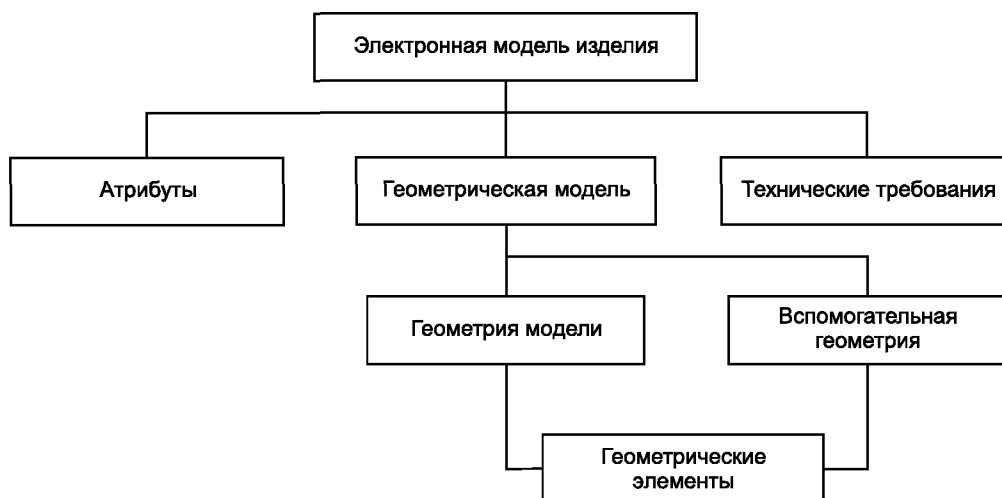 Электронная модель изделия
Атрибуты
Геометрическая модель
Технические требования
Геометрия модели
Вспомогательная
геометрия
Геометрические
элементы